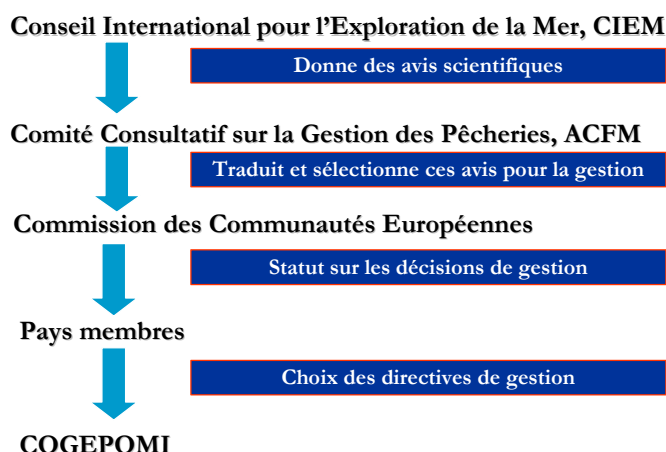 Conseil International pour l'Exploration de la Mer, CIEM
Donne des avis scientifiques
Comité Consultatif sur la Gestion des Pêcheries, ACFM
Traduit et sélectionne ces avis pour la gestion
Commission des Communautés Européennes
Statut sur les décisions de gestion
Pays membres
Choix des directives de gestion
COGEPOMI